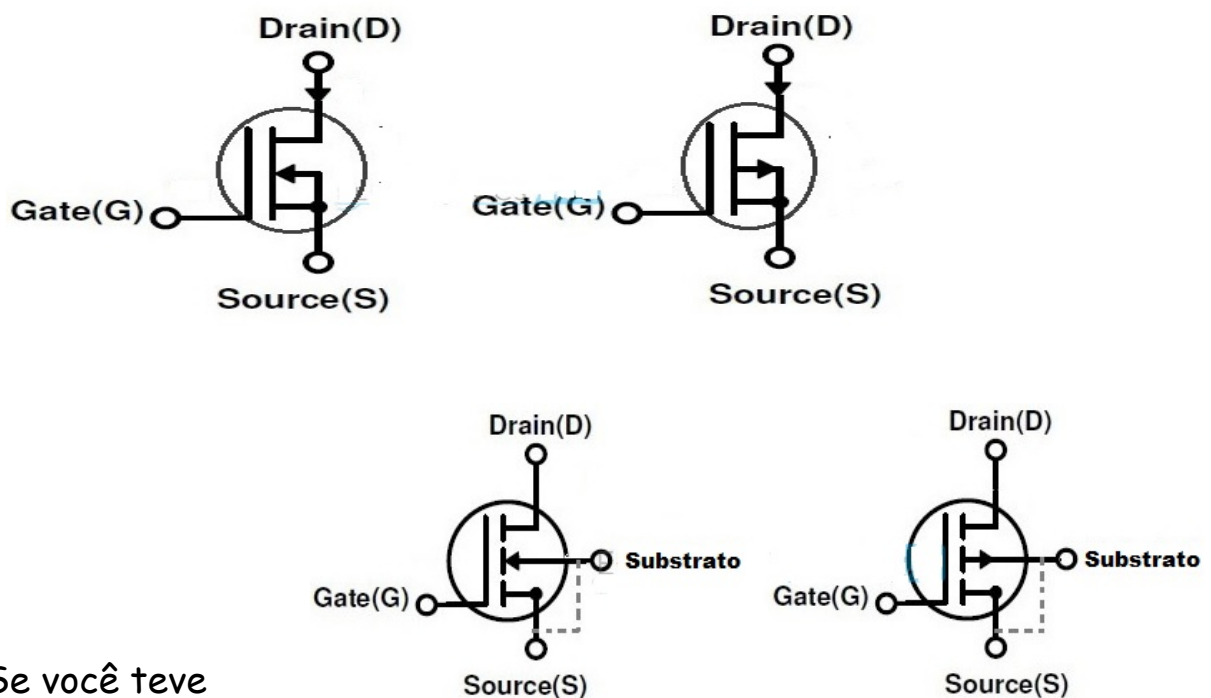 Drain(D)
Drain(D)
Gate(G)
Gate(G)
Source(S)
Source(S)
Drain(D)
Drain(D)
Substrato
Substrato
Gate(G)
Gate(G)
Source(S)
Source(S)
Se você teve